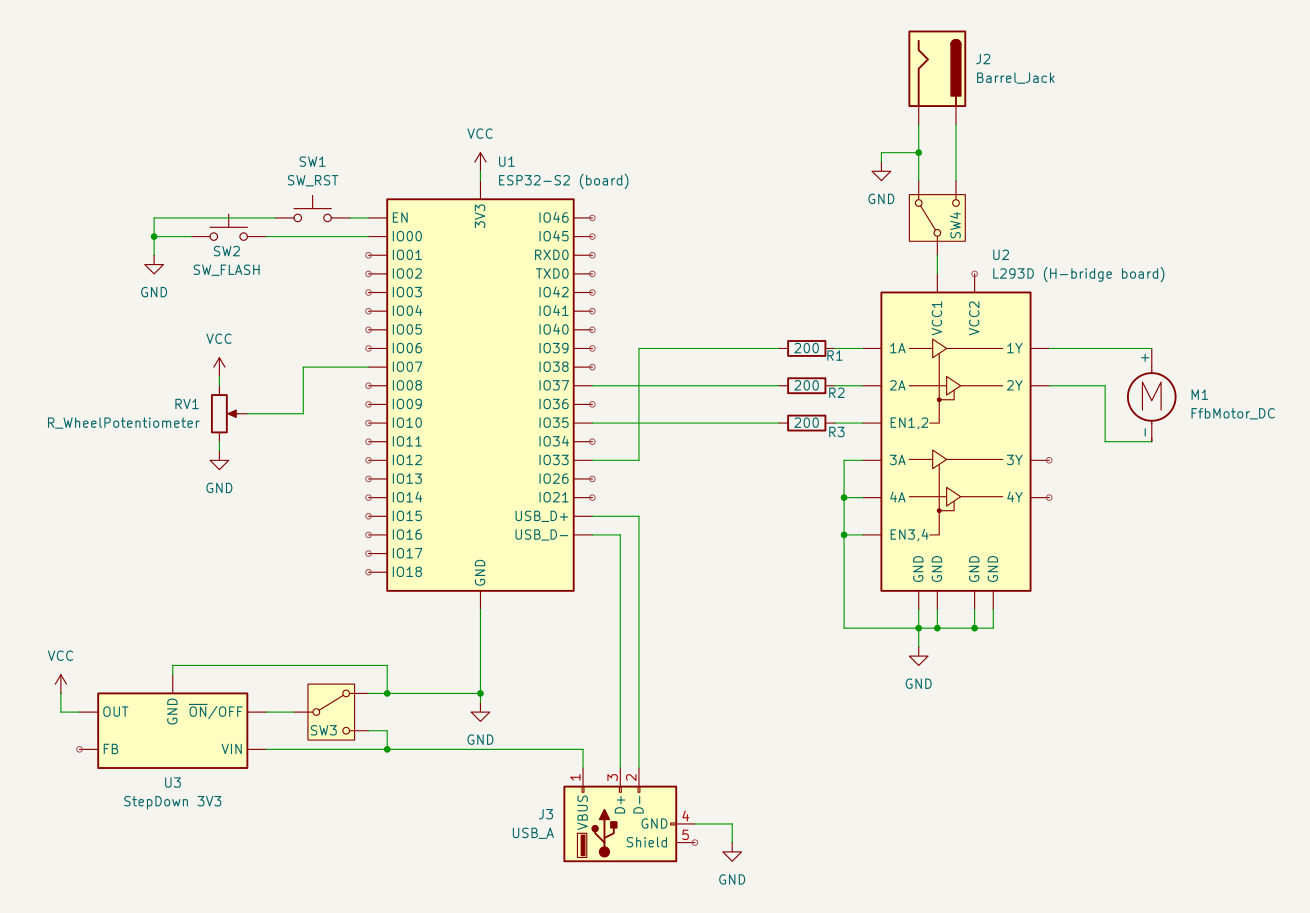 J2
Barrel_Jack
GND
SW4
VCC
U1
ESP32-S2 (board)
SW1
SW_RST
SW2
SW_FLASH
GND
VCC
RV1
R_WheelPotentiometer
GND
3V3
EN
IO00
IO01
IO02
IO03
IO04
IO05
IO06
IO07
IO08
IO09
IO10
IO11
IO12
IO13
IO14
IO15
IO16
IO17
IO18
IO46
IO45
RXD0
TXD0
IO42
IO41
IO40
IO39
IO38
IO37
IO36
IO35
IO34
IO33
IO26
IO21
USB_D+
USB_D-
GND
GND
200
R1
200
R2
200
R3
U2
L293D (H-bridge board)
VCC1
VCC2
1A
2A
EN1,2
3A
4A
EN3,4
1Y
2Y
3Y
4Y
GND
GND
GND
GND
GND
+
M
-
M1
FfbMotor_DC
VCC
OUT
FB
GND
ON/OFF
VIN
U3
StepDown 3V3
SW3
J3
USB_A
1
3
2
VBUS
D+
D-
GND
4
Shield
5
GND